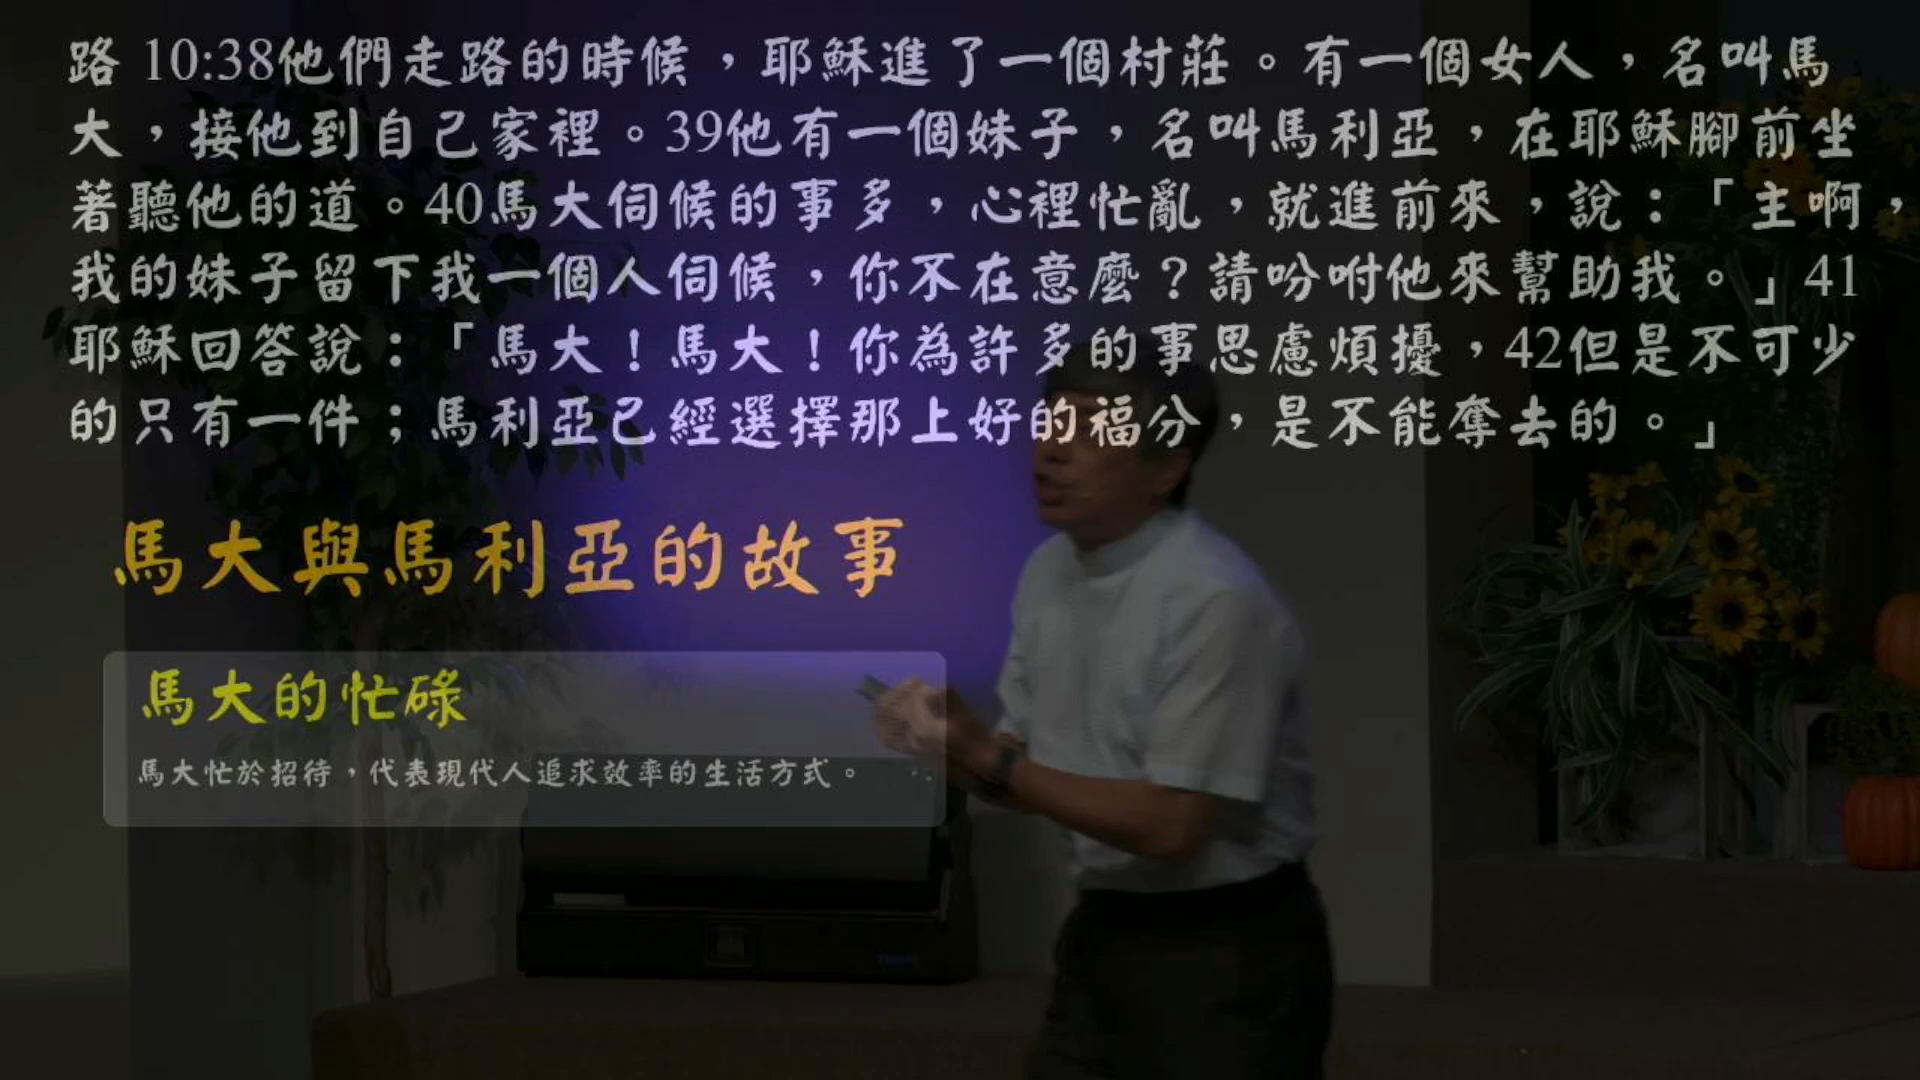 路 10:38他們走路的時候，耶穌進了一個村莊。有一個女人，名叫馬
大，接他到自己家裡。39他有一個妹子，名叫馬利亞，在耶穌腳前坐
著聽他的道。40馬大伺候的事多，心裡忙亂，就進前來，說：「主啊，
我的妹子留下我一個人伺候，你不在意麼？請吩咐他來幫助我。」41
耶穌回答說：「馬大！馬大！你為許多的事思慮煩擾，42但是不可少
的只有一件；馬利亞已經選擇那上好的福分，是不能奪去的。」
馬大與馬利亞的故事
馬大的忙碌
馬大忙於招待，代表現代人追求效率的生活方式。